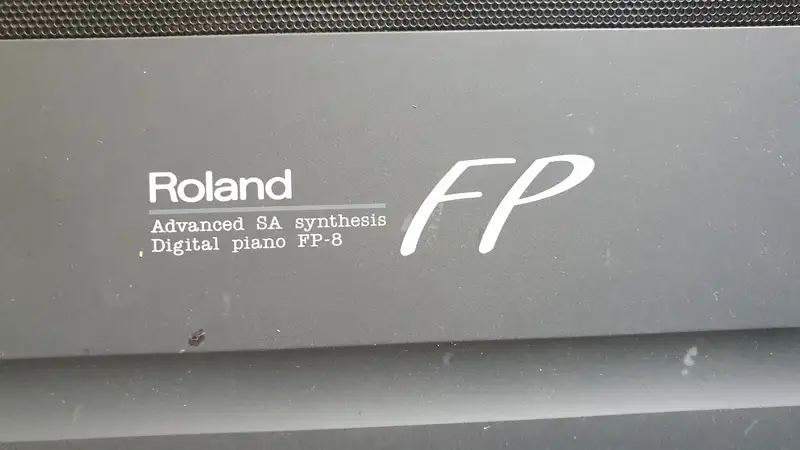 Roland
Advanced SA synthesis
Digital piano FP-8
FP